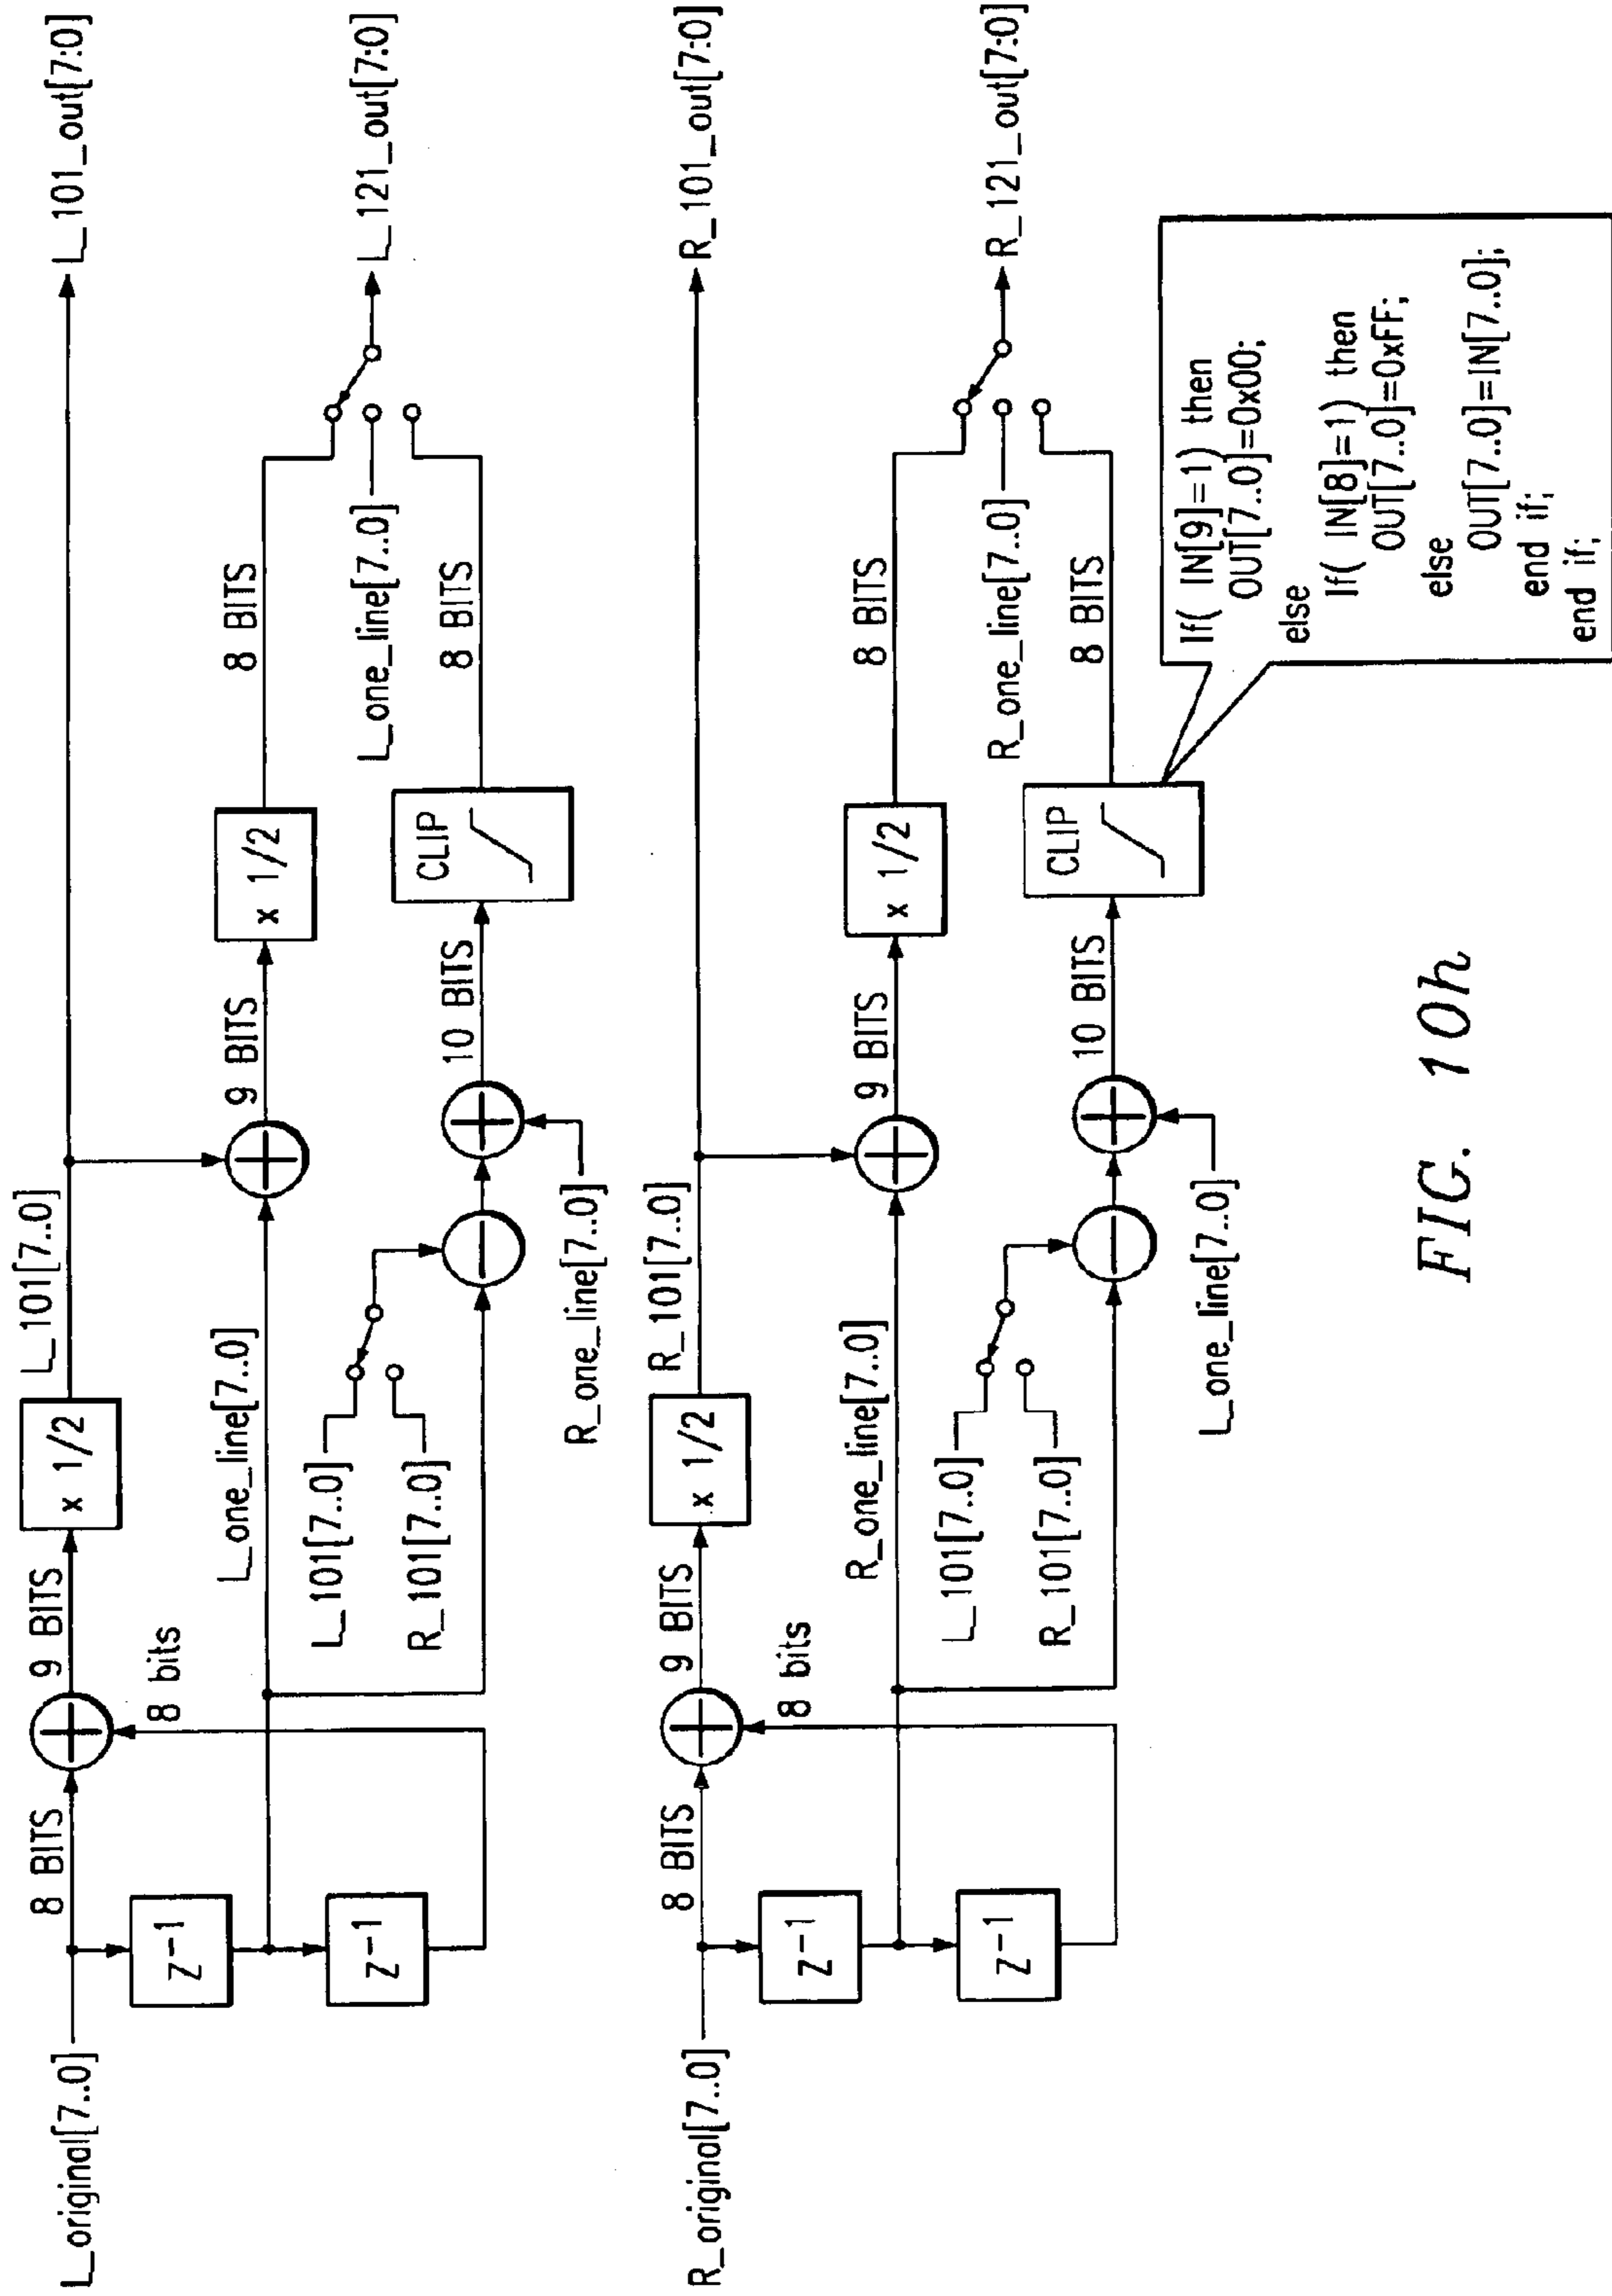 L_original[7..0]
8 BITS
9 BITS
x 1/2
L_101[7..0]
L_101_out[7:0]
z-1
z-1
8 bits
L_one_line[7..0]
9 BITS
x 1/2
8 BITS
L_121_out[7:0]
L_101[7..0]
R_101[7..0]
L_one_line[7..0]
10 BITS
CLIP
8 BITS
R_one_line[7..0]
R_original[7..0]
8 BITS
9 BITS
x 1/2
R_101[7..0]
R_101_out[7:0]
z-1
z-1
8 bits
R_one_line[7..0]
9 BITS
x 1/2
8 BITS
R_121_out[7:0]
L_101[7..0]
R_101[7..0]
R_one_line[7..0]
10 BITS
CLIP
8 BITS
L_one_line[7..0]
If( IN[9]=1) then
OUT[7..0]=0x00;
else
If( IN[8]=1) then
OUT[7..0]=0xFF;
else
OUT[7..0]=IN[7..0];
end if;
end if;
FIG. 10h